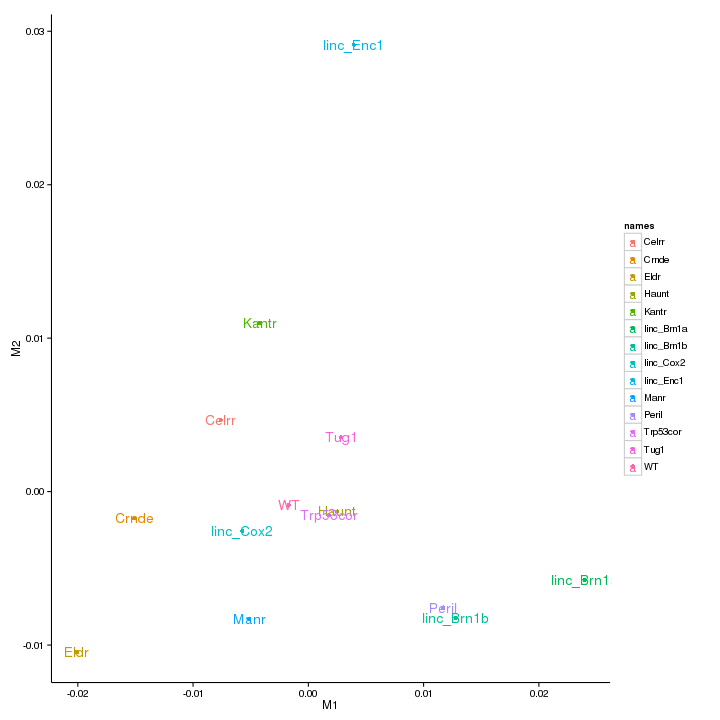 linc_Enc1
0.03
0.02
names
Celrr
Crnde
Eldr
Haunt
Kantr
linc_Brn1a
linc_Brn1b
linc_Cox2
linc_Enc1
Manr
Peril
Trp53cor
Tug1
WT
Kantr
0.01
M2
Celrr
Tug1
0.00
WT
Haunt
Trp53cor
Crnde
linc_Cox2
linc_Brn1
Peril
linc_Brn1b
Manr
-0.01
Eldr
-0.02
-0.01
0.00
0.01
0.02
M1